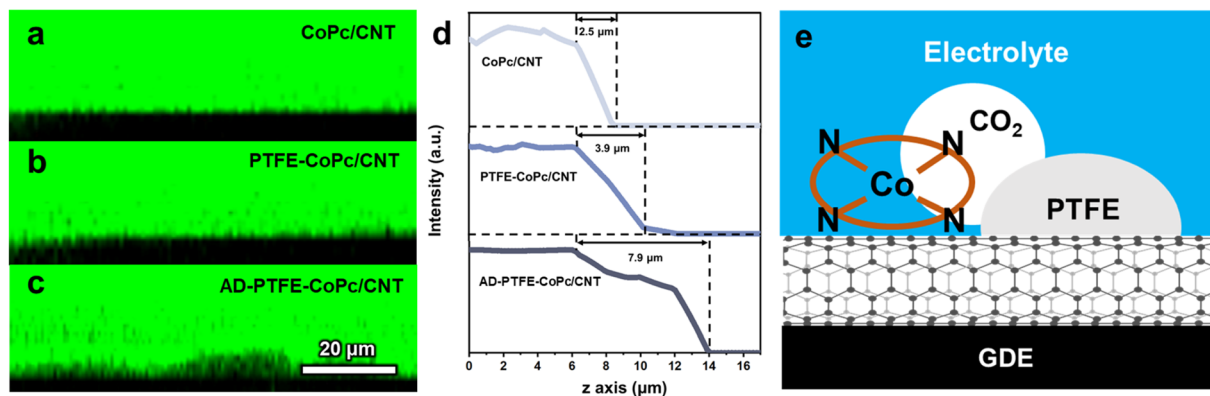 a
CoPc/CNT
b
PTFE-CoPc/CNT
c
AD-PTFE-CoPc/CNT
20 μm
d
2.5 μm
CoPc/CNT
3.9 μm
PTFE-CoPc/CNT
7.9 μm
AD-PTFE-CoPc/CNT
Intensity (a.u.)
0 2 4 6 8 10 12 14 16
z axis (μm)
e
Electrolyte
CO₂
N N
Co
N N
PTFE
GDE